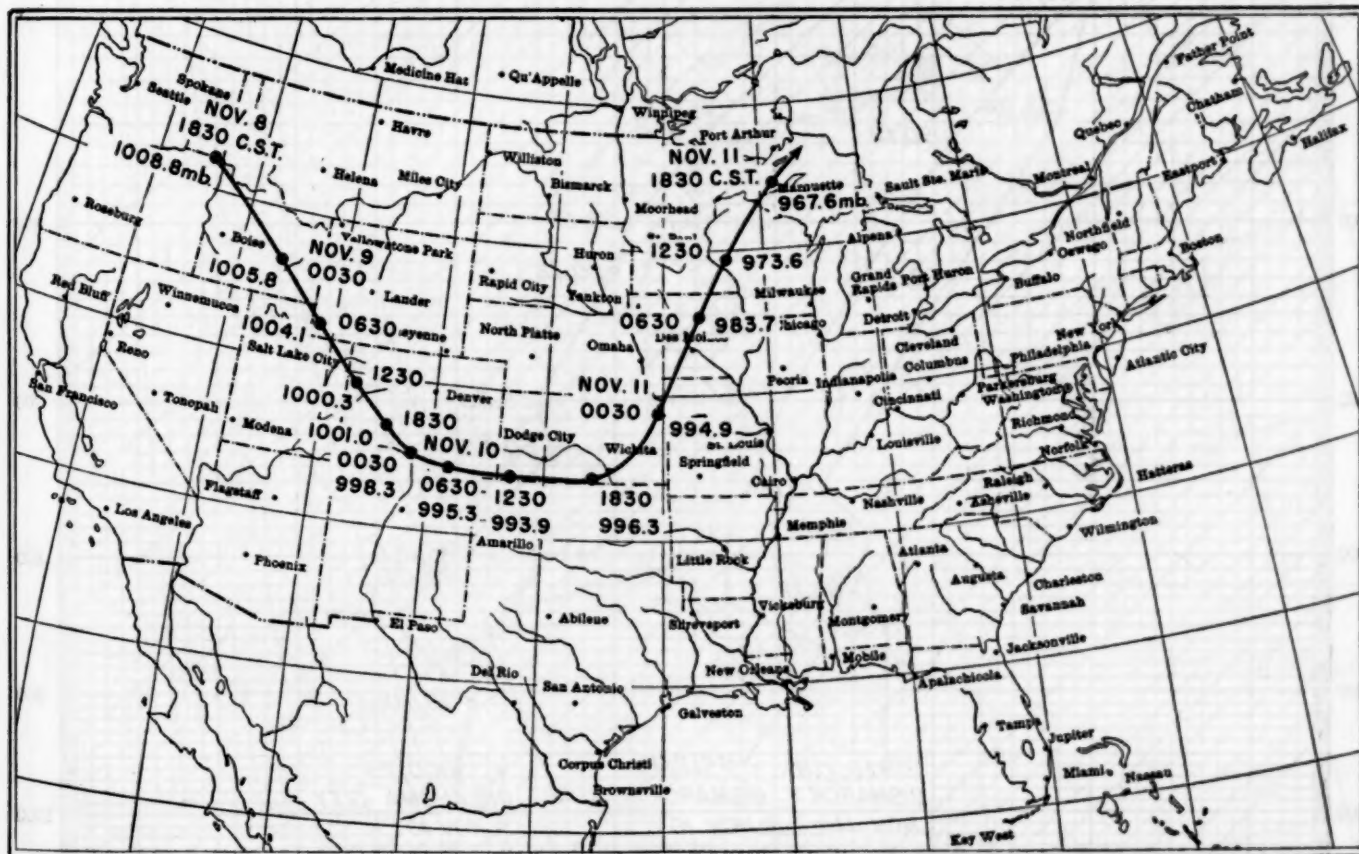 Father Point
Medicine Hat
Qu'Appelle
Spokane
Seattle
NOV. 8
1830 C.S.T.
1008.8mb.
Havre
Winnipeg
Port Arthur
Chatham
Quebec
Halifax
Williston
NOV. 11
1830 C.S.T.
967.6mb.
Helena
Miles City
Bismarck
Moorhead
Sault Ste. Marie
Montreal
Eastport
Roseburg
Boise
Yellowstone Park
NOV. 9
0030
1005.8
Huron
1230
973.6
Alpena
Northfield
Oswego
Boston
Red Bluff
Winnemucca
Lander
Rapid City
Yankton
Milwaukee
Grand
Rapids
Port Huron
Buffalo
1004.1
0630
North Platte
0630
983.7
Detroit
New York
Reno
Salt Lake City
Omaha
Cleveland
Columbus
Philadelphia
Atlantic City
1230
1000.3
Denver
NOV. 11
0030
994.9
Peoria
Indianapolis
Cincinnati
Parkersburg
Washington
San Francisco
Tonopah
Modena
1830
1001.0
NOV. 10
0030
998.3
Dodge City
Wichita
St. Louis
Springfield
Louisville
Richmond
Norfolk
Flagstaff
0630
995.3
1230
993.9
1830
996.3
Cairo
Nashville
Raleigh
Asheville
Hatteras
Los Angeles
Amarillo
Memphis
Wilmington
Phoenix
Little Rock
Atlanta
Augusta
Charleston
Savannah
El Paso
Abilene
Shreveport
Vicksburg
Montgomery
Jacksonville
Del Rio
San Antonio
New Orleans
Mobile
Apalachicola
Galveston
Tampa
Jupiter
Corpus Christi
Miami
Nassau
Brownsville
Key West